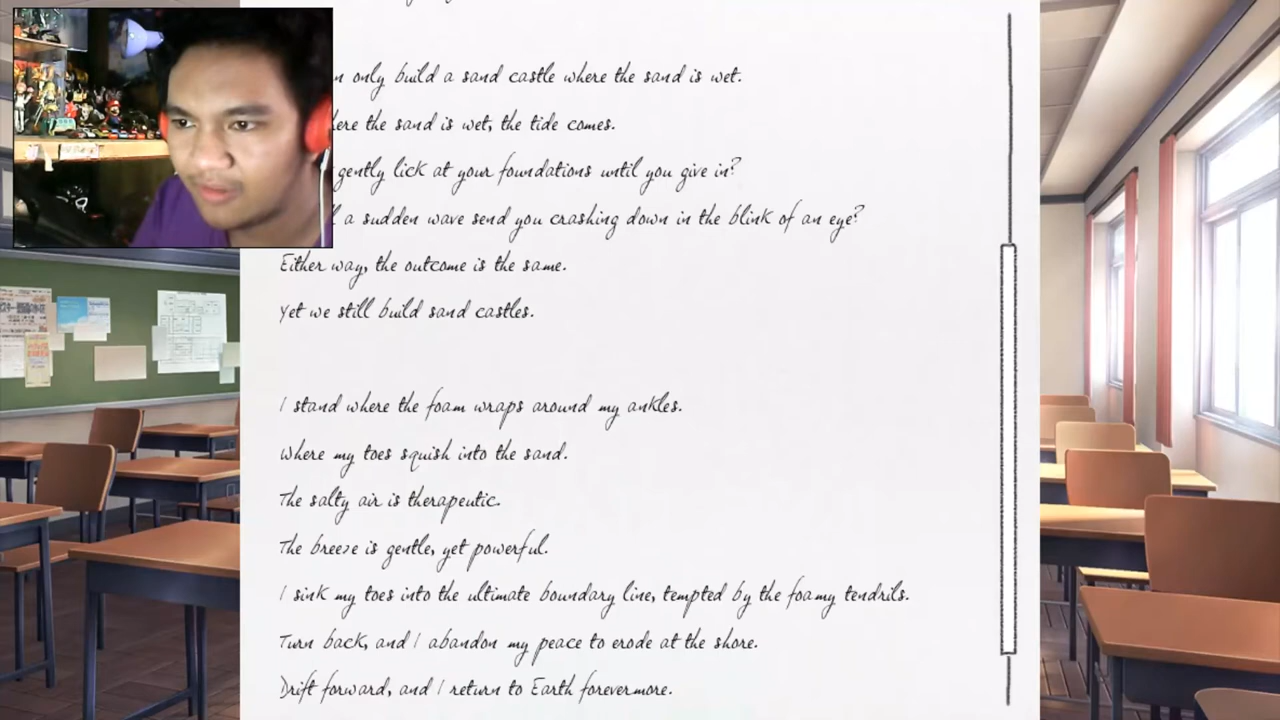 only build a sand castle where the sand is wet.
the sand is wet, the tide comes.
gently lick at your foundations until you give in?
a sudden wave send you crashing down in the blink of an eye?
Either way, the outcome is the same.
Yet we still build sand castles.
I stand where the foam wraps around my ankles.
Where my toes squish into the sand.
The salty air is therapeutic.
The breeze is gentle, yet powerful.
I sink my toes into the ultimate boundary line, tempted by the foamy tendrils.
Turn back, and I abandon my peace to erode at the shore.
Drift forward, and I return to Earth forevermore.